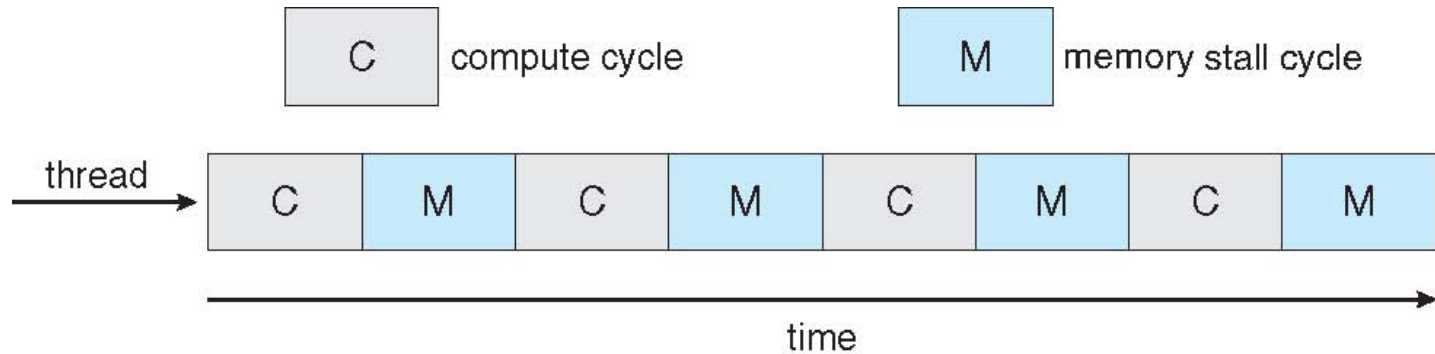 C compute cycle M memory stall cycle
thread
C M C M C M C M
time